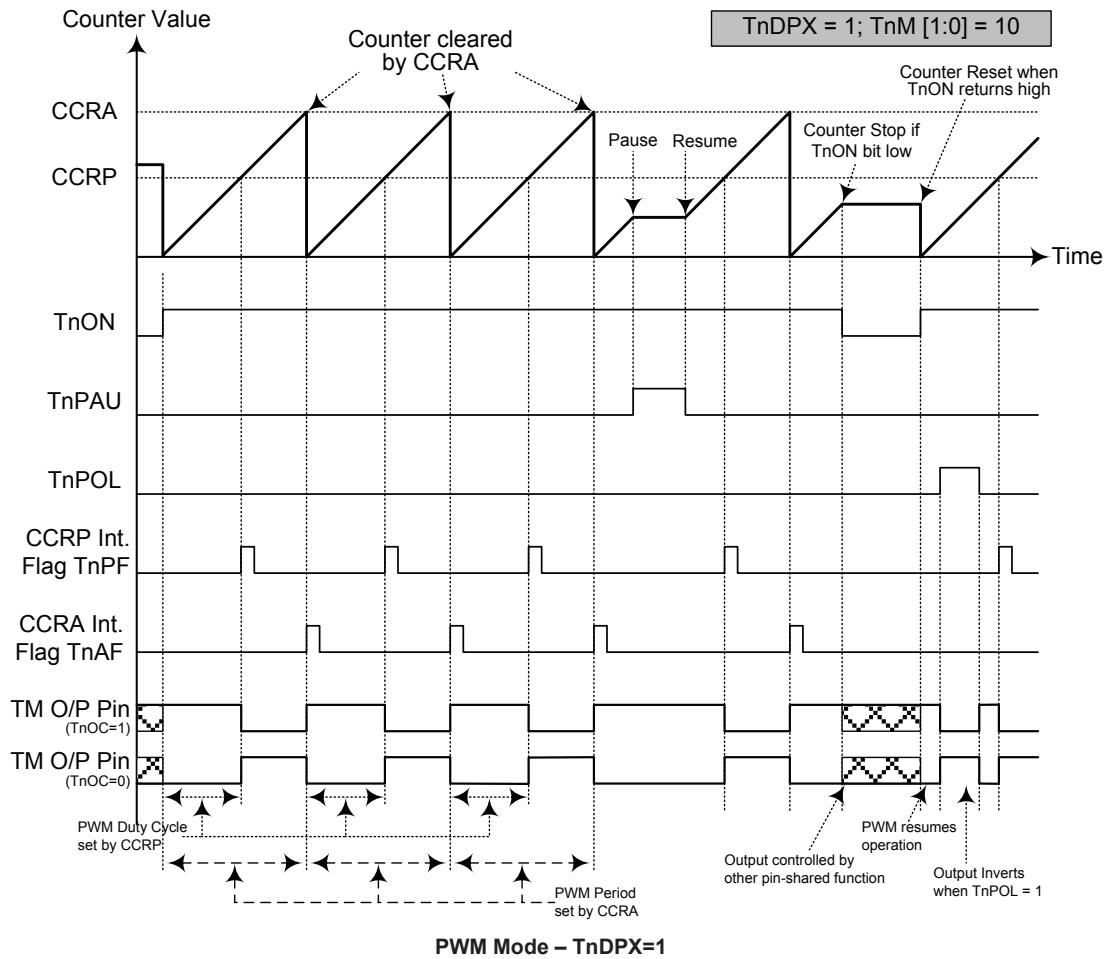 Counter Value
TnDPX = 1; TnM [1:0] = 10
Counter cleared
by CCRA
Counter Reset when
TnON returns high
CCRA
Counter Stop if
TnON bit low
Pause
Resume
CCRP
Time
TnON
TnPAU
TnPOL
CCRP Int.
Flag TnPF
CCRA Int.
Flag TnAF
TM O/P Pin
(TnOC=1)
TM O/P Pin
(TnOC=0)
PWM Duty Cycle
set by CCRP
PWM resumes
operation
Output controlled by
other pin-shared function
Output Inverts
when TnPOL = 1
PWM Period
set by CCRA
PWM Mode – TnDPX=1